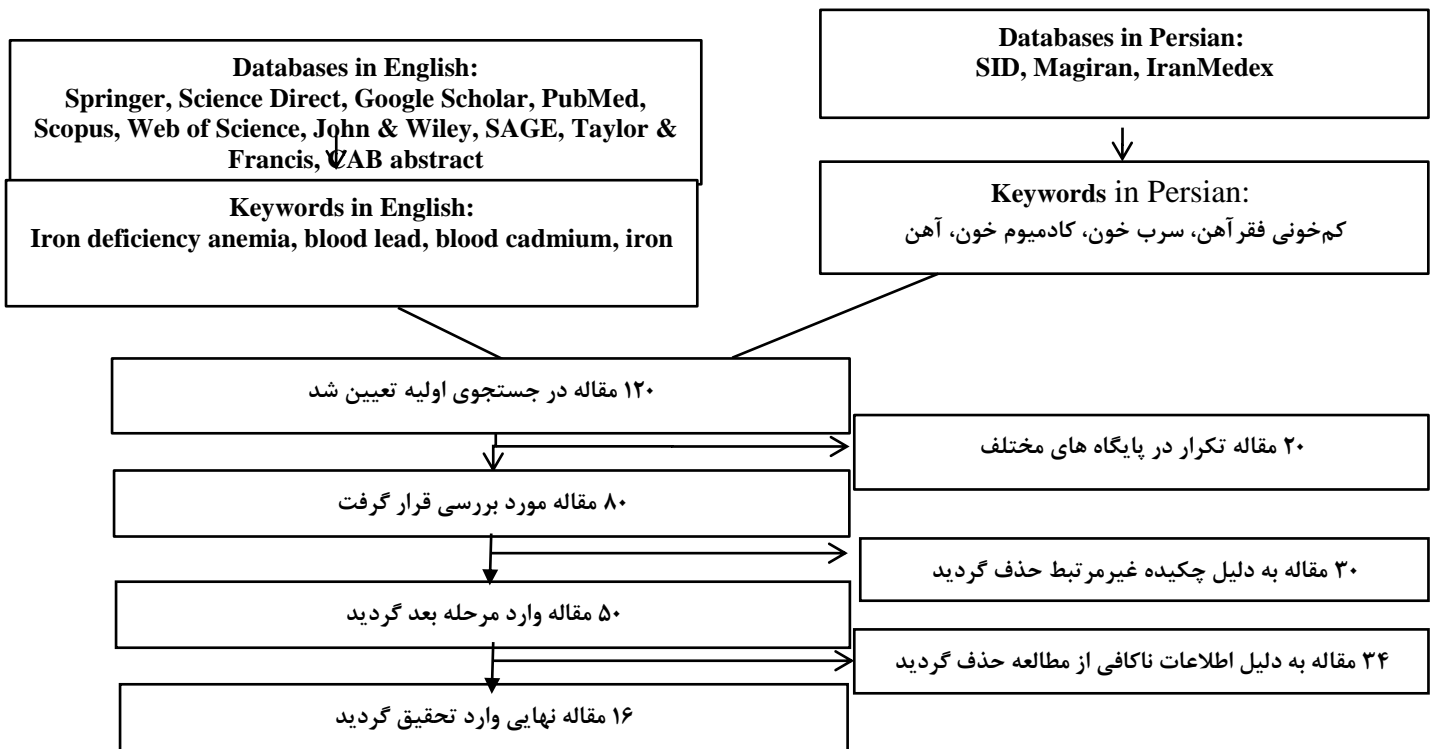 Databases in English:
Springer, Science Direct, Google Scholar, PubMed,
Scopus, Web of Science, John & Wiley, SAGE, Taylor &
Francis, CAB abstract
Databases in Persian:
SID, Magiran, IranMedex
Keywords in English:
Iron deficiency anemia, blood lead, blood cadmium, iron
Keywords in Persian:
کم‌خونی فقرآهن، سرب خون، کادمیوم خون، آهن
۱۲۰ مقاله در جستجوی اولیه تعیین شد
۲۰ مقاله تکرار در پایگاه های مختلف
۸۰ مقاله مورد بررسی قرار گرفت
۳۰ مقاله به دلیل چکیده غیرمرتبط حذف گردید
۵۰ مقاله وارد مرحله بعد گردید
۳۴ مقاله به دلیل اطلاعات ناکافی از مطالعه حذف گردید
۱۶ مقاله نهایی وارد تحقیق گردید